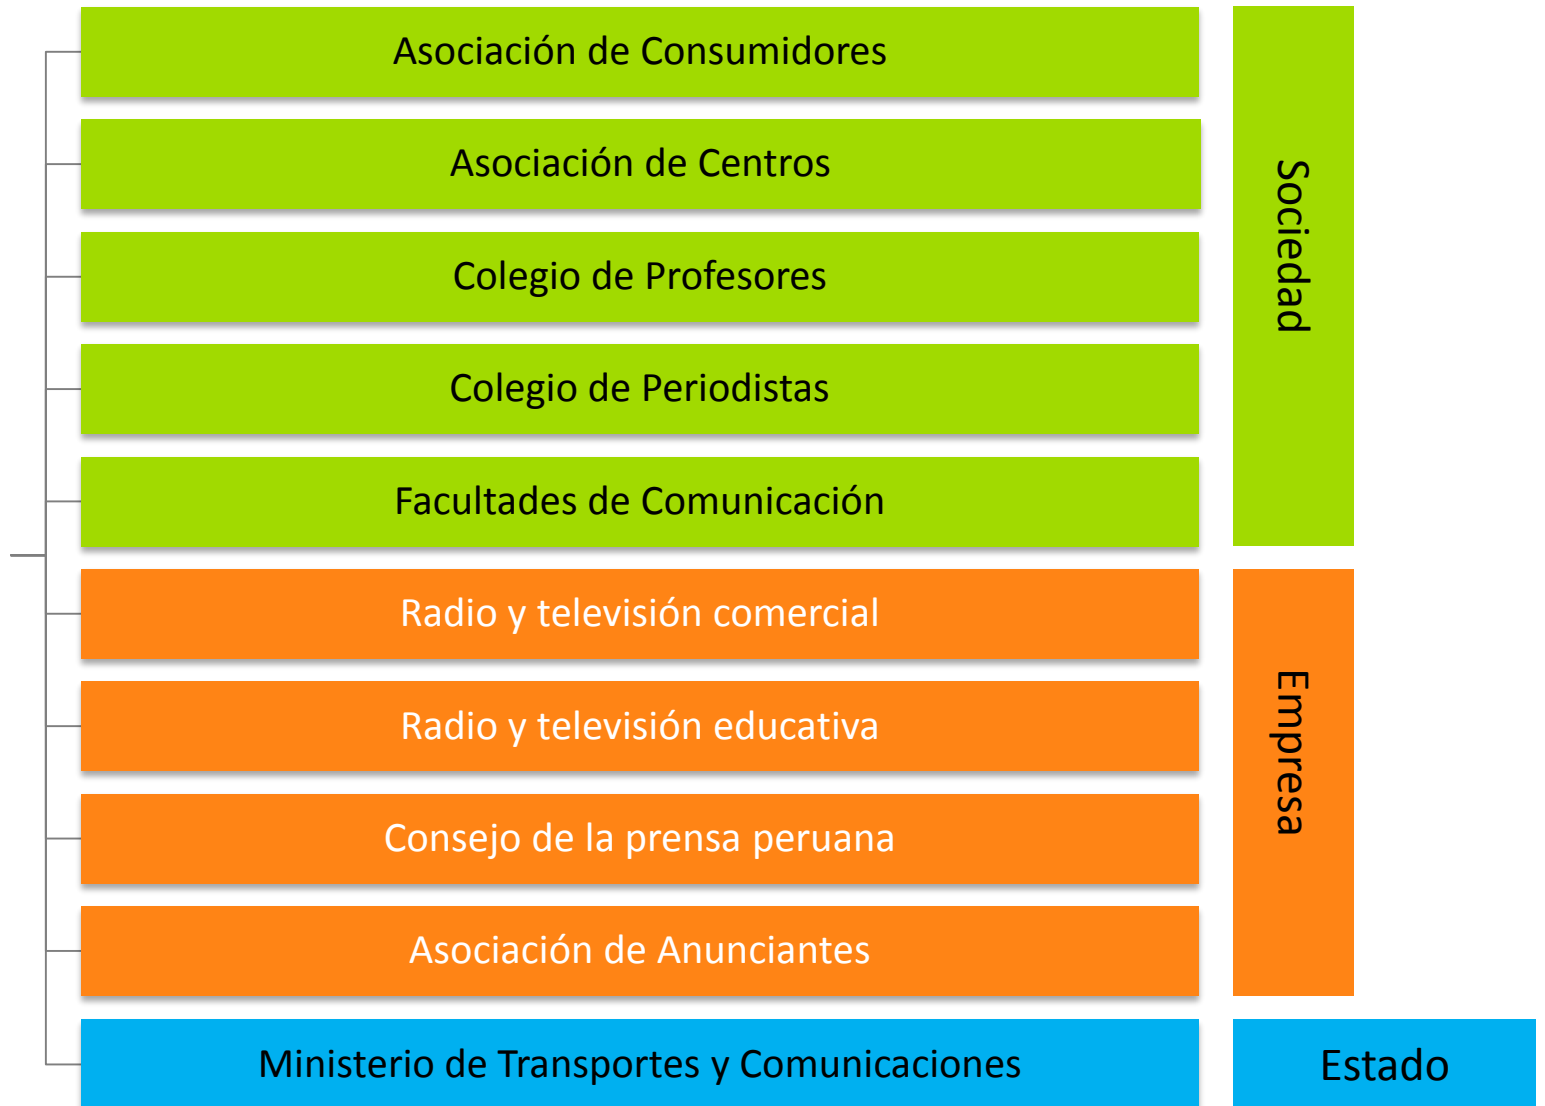 Asociación de Consumidores
Asociación de Centros
Colegio de Profesores
Colegio de Periodistas
Facultades de Comunicación
Sociedad
Radio y televisión comercial
Radio y televisión educativa
Consejo de la prensa peruana
Asociación de Anunciantes
Empresa
Ministerio de Transportes y Comunicaciones
Estado